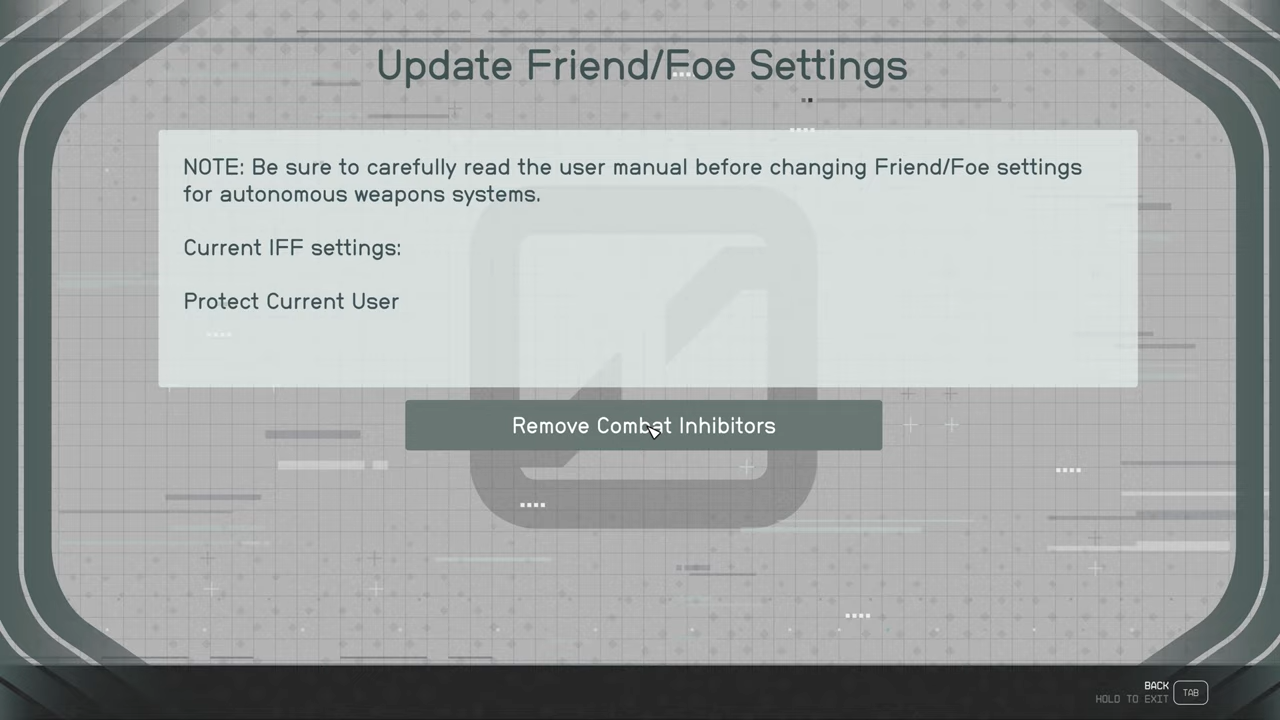 Update Friend/Foe Settings
NOTE: Be sure to carefully read the user manual before changing Friend/Foe settings
for autonomous weapons systems.
Current IFF settings:
Protect Current User
Remove Combat Inhibitors
BACK
HOLD TO EXIT
TAB